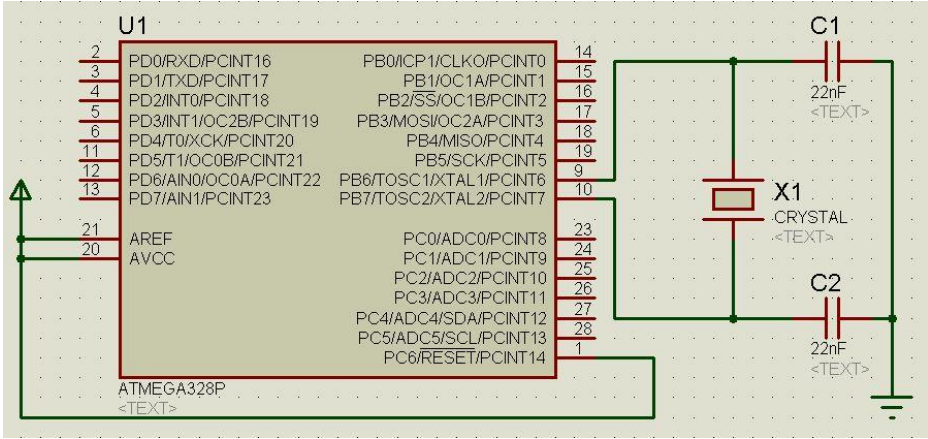 U1
C1
2 PD0/RXD/PCINT16 PB0/ICP1/CLKO/PCINT0 14
3 PD1/TXD/PCINT17 PB1/OC1A/PCINT1 15
4 PD2/INT0/PCINT18 PB2/SS/OC1B/PCINT2 16
5 PD3/INT1/OC2B/PCINT19 PB3/MOSI/OC2A/PCINT3 17
6 PD4/T0/XCK/PCINT20 PB4/MISO/PCINT4 18
11 PD5/T1/OC0B/PCINT21 PB5/SCK/PCINT5 19
12 PD6/AIN0/OC0A/PCINT22 PB6/TOSC1/XTAL1/PCINT6 9
13 PD7/AIN1/PCINT23 PB7/TOSC2/XTAL2/PCINT7 10
21 AREF PC0/ADC0/PCINT8 23
20 AVCC PC1/ADC1/PCINT9 24
PC2/ADC2/PCINT10 25
PC3/ADC3/PCINT11 26
PC4/ADC4/SDA/PCINT12 27
PC5/ADC5/SCL/PCINT13 28
PC6/RESET/PCINT14 1
ATMEGA328P
<TEXT>
22nF
<TEXT>
X1
CRYSTAL
<TEXT>
C2
22nF
<TEXT>